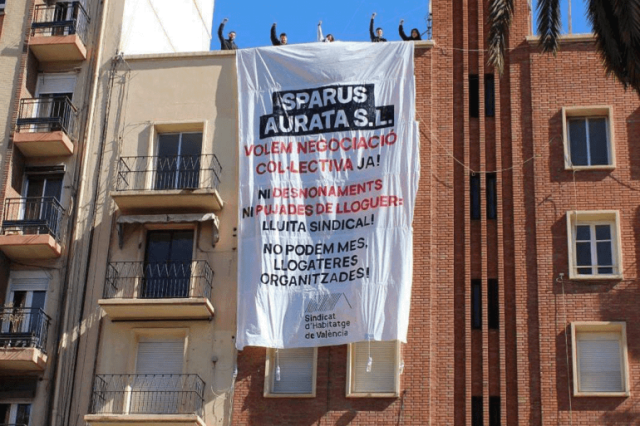 SPARUS
AURATA S.L.
VOLEM NEGOCIACIÓ
COL·LECTIVA JA!
NI DESNONAMENTS
NI PUJADES DE LLOGUER:
LLUITA SINDICAL!
NO PODEM MES,
LLOGATERES
ORGANITZADES!
Sindicat
d'Habitatge
de València